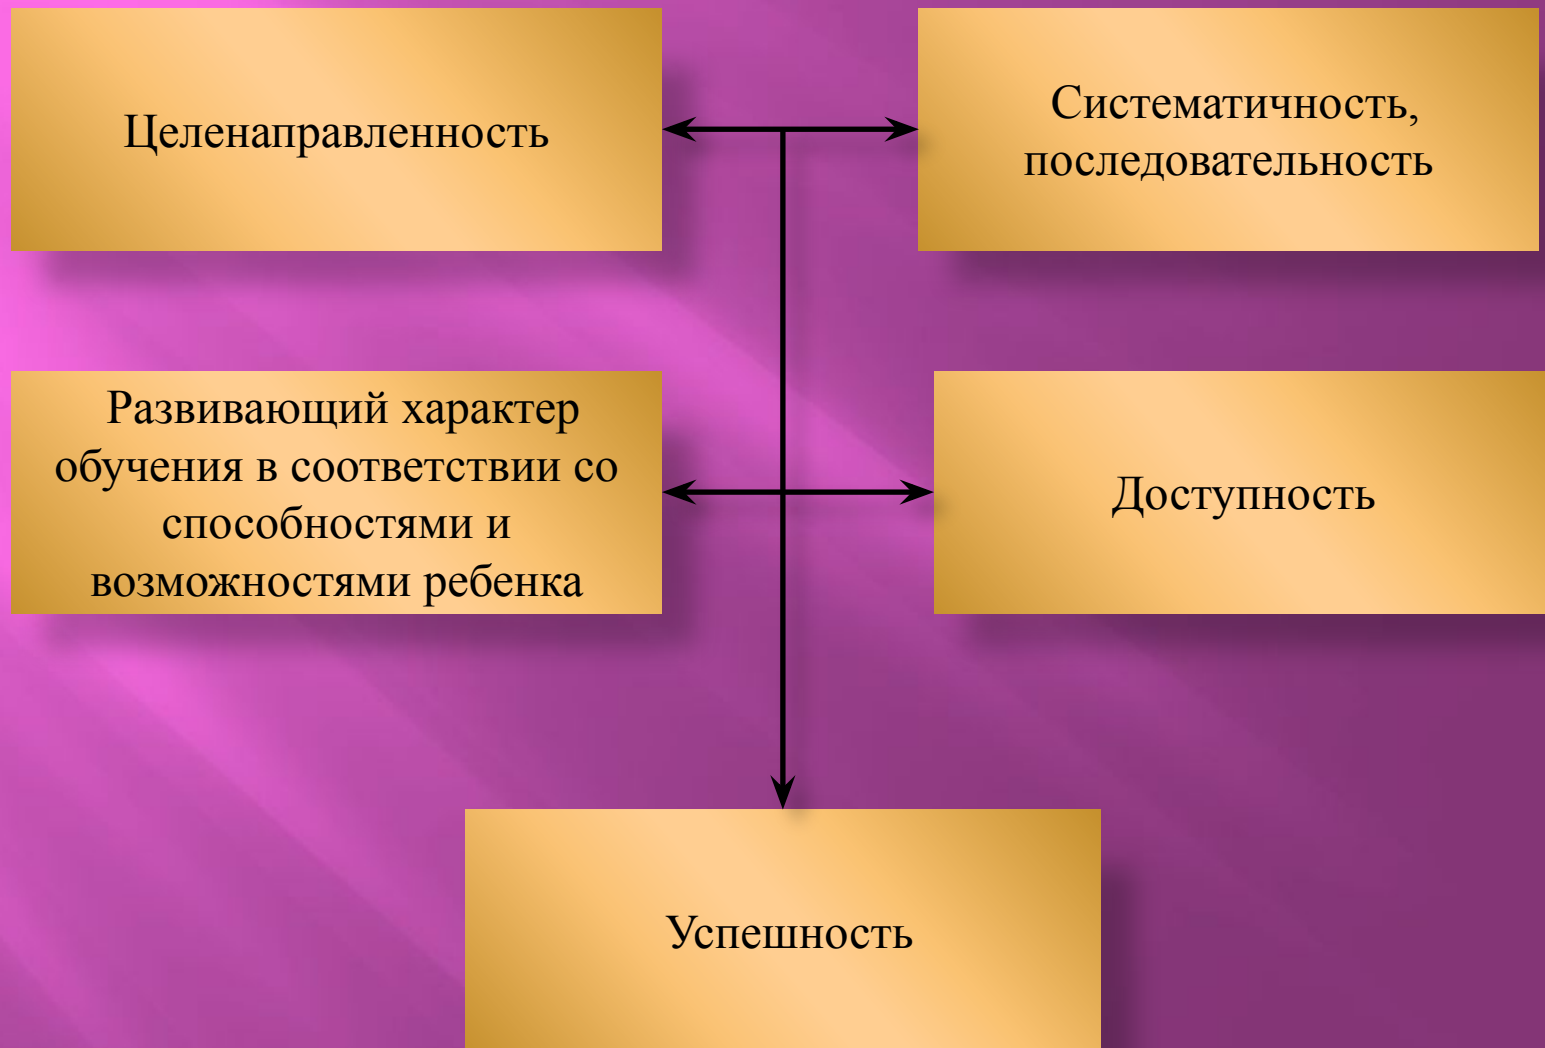 Целенаправленность
Систематичность,
последовательность
Развивающий характер
обучения в соответствии со
способностями и
возможностями ребенка
Доступность
Успешность